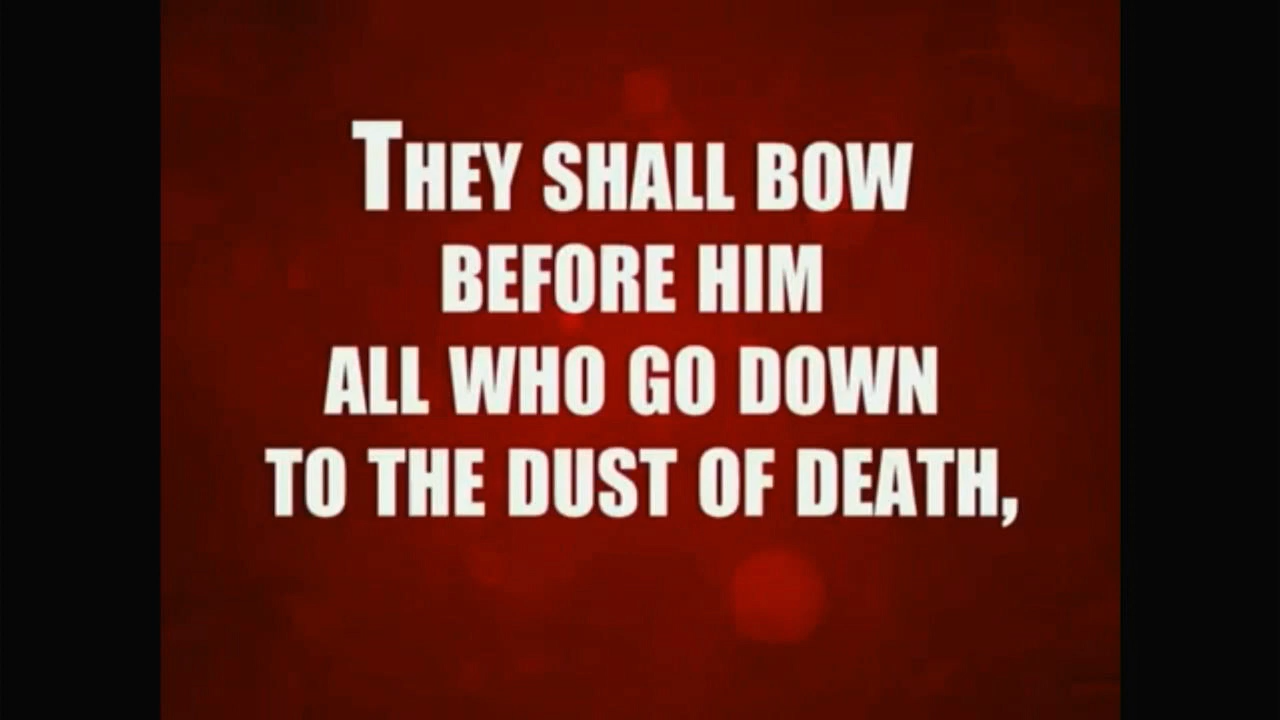 They shall bow
before him
all who go down
to the dust of death,